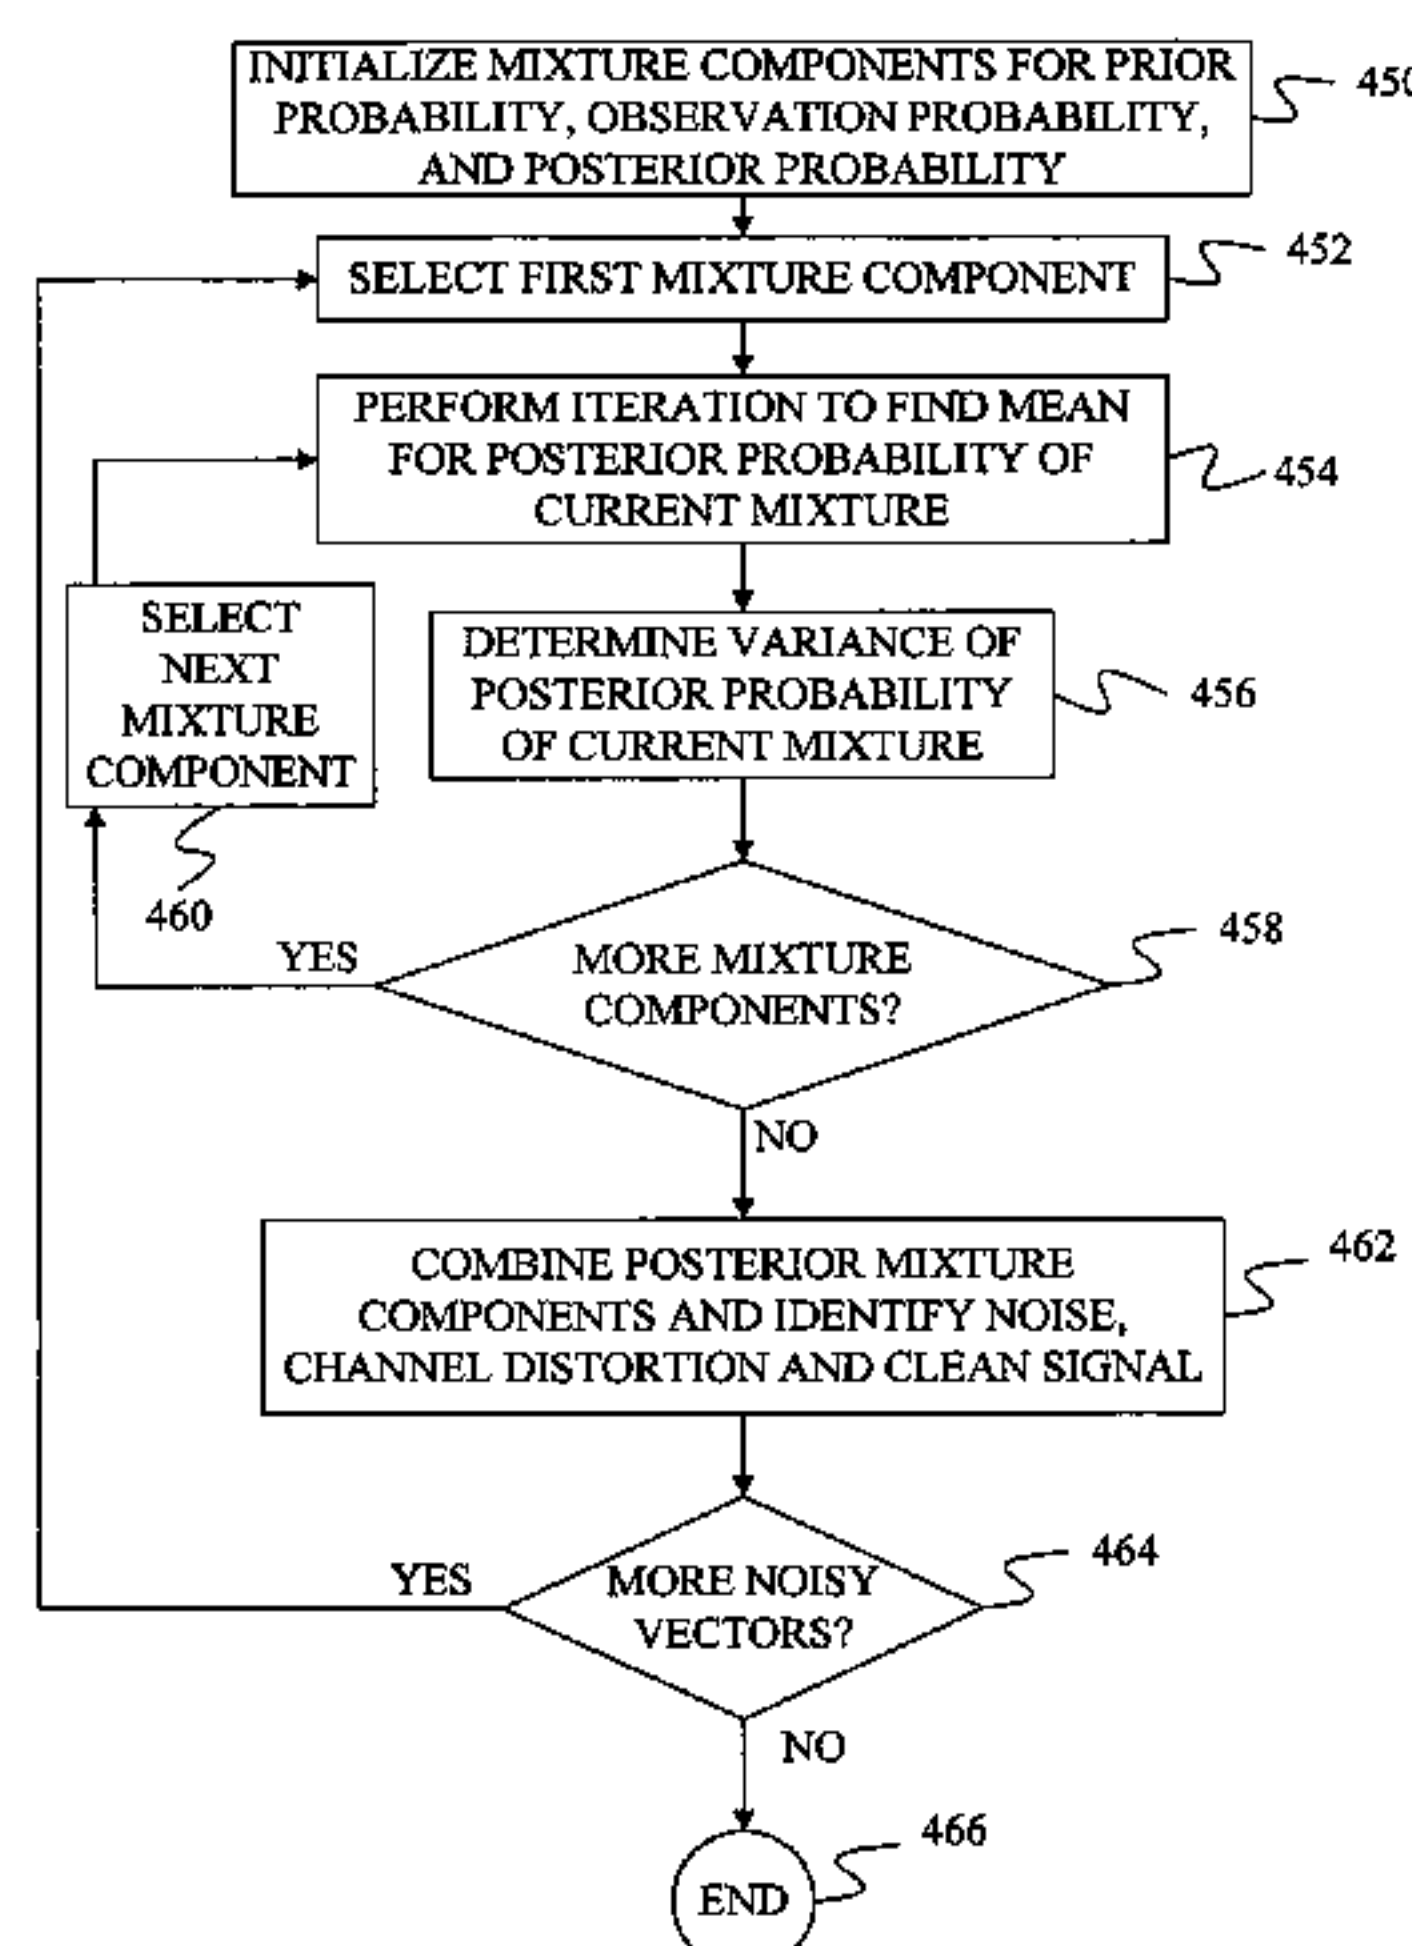 INITIALIZE MIXTURE COMPONENTS FOR PRIOR
PROBABILITY, OBSERVATION PROBABILITY,
AND POSTERIOR PROBABILITY
450
SELECT FIRST MIXTURE COMPONENT
452
PERFORM ITERATION TO FIND MEAN
FOR POSTERIOR PROBABILITY OF
CURRENT MIXTURE
454
SELECT
NEXT
MIXTURE
COMPONENT
460
DETERMINE VARIANCE OF
POSTERIOR PROBABILITY
OF CURRENT MIXTURE
456
YES
MORE MIXTURE
COMPONENTS?
458
NO
COMBINE POSTERIOR MIXTURE
COMPONENTS AND IDENTIFY NOISE,
CHANNEL DISTORTION AND CLEAN SIGNAL
462
YES
MORE NOISY
VECTORS?
464
NO
END
466